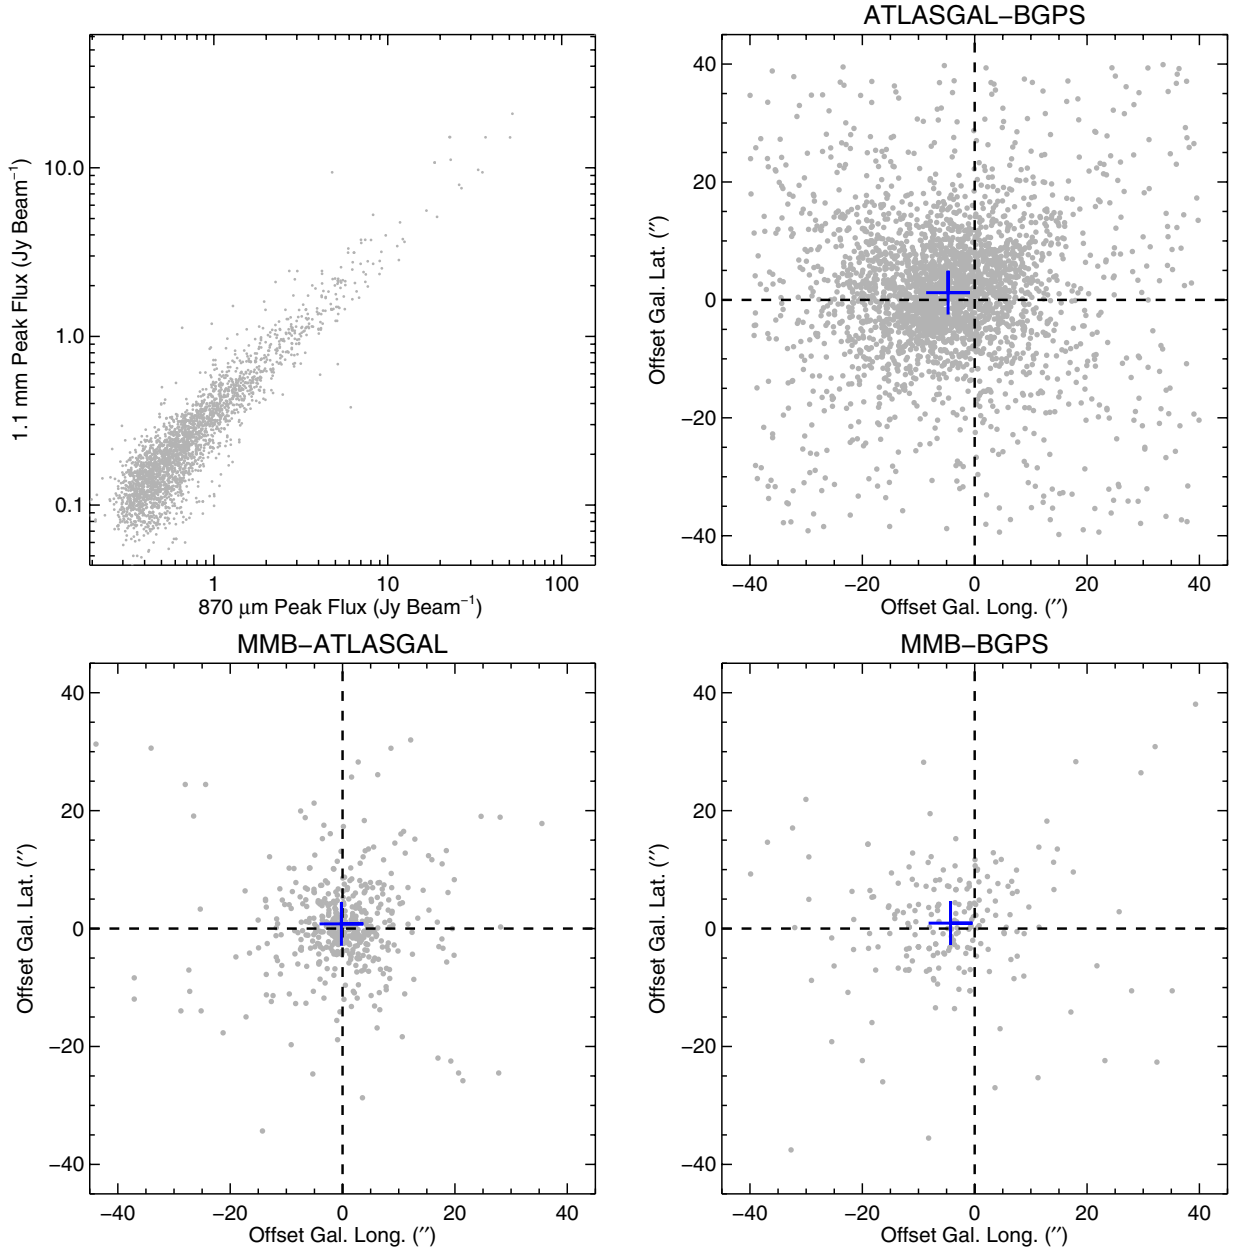 1.1 mm Peak Flux (Jy Beam⁻¹)
10.0
1.0
0.1
1 10 100
870 μm Peak Flux (Jy Beam⁻¹)
ATLASGAL−BGPS
Offset Gal. Lat. (′′)
40
20
0
−20
−40
−40 −20 0 20 40
Offset Gal. Long. (′′)
MMB−ATLASGAL
Offset Gal. Lat. (′′)
40
20
0
−20
−40
−40 −20 0 20 40
Offset Gal. Long. (′′)
MMB−BGPS
Offset Gal. Lat. (′′)
40
20
0
−20
−40
−40 −20 0 20 40
Offset Gal. Long. (′′)